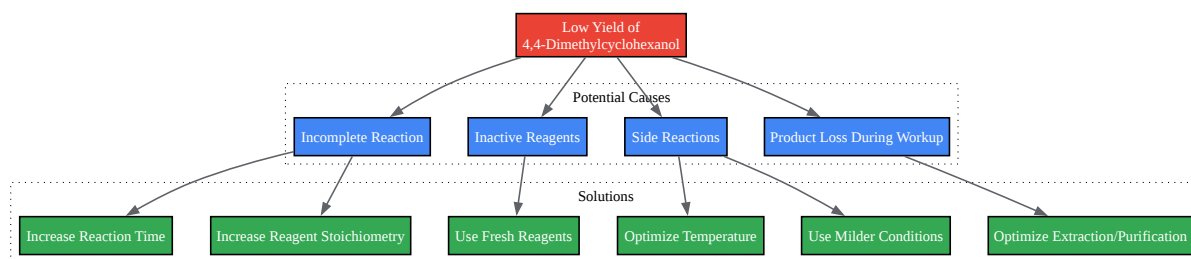 Low Yield of
4,4-Dimethylcyclohexanol
Potential Causes
Incomplete Reaction
Inactive Reagents
Side Reactions
Product Loss During Workup
Solutions
Increase Reaction Time
Increase Reagent Stoichiometry
Use Fresh Reagents
Optimize Temperature
Use Milder Conditions
Optimize Extraction/Purification